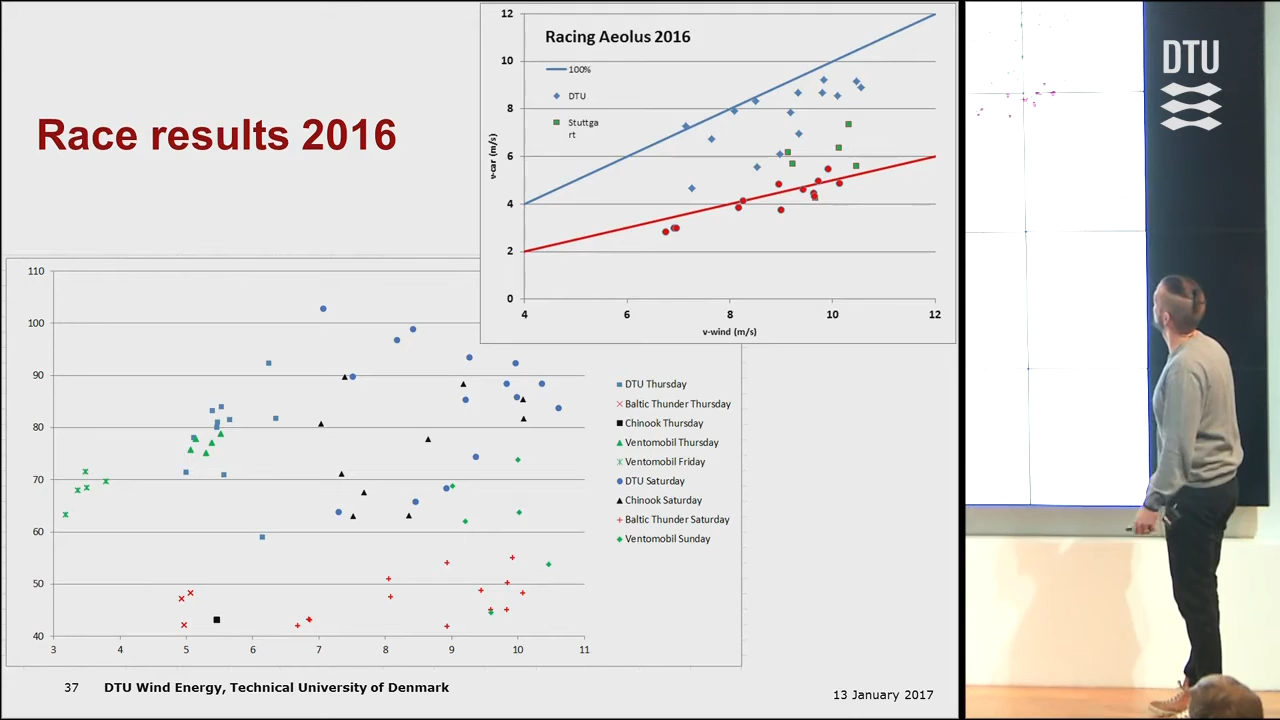 Race results 2016
Racing Aeolus 2016
100%
DTU
Stuttga
rt
v-car (m/s)
12
10
8
6
4
2
0
4 6 8 10 12
v-wind (m/s)
110
100
90
80
70
60
50
40
3 4 5 6 7 8 9 10 11
DTU Thursday
Baltic Thunder Thursday
Chinook Thursday
Ventomobil Thursday
Ventomobil Friday
DTU Saturday
Chinook Saturday
Baltic Thunder Saturday
Ventomobil Sunday
37 DTU Wind Energy, Technical University of Denmark
13 January 2017
DTU